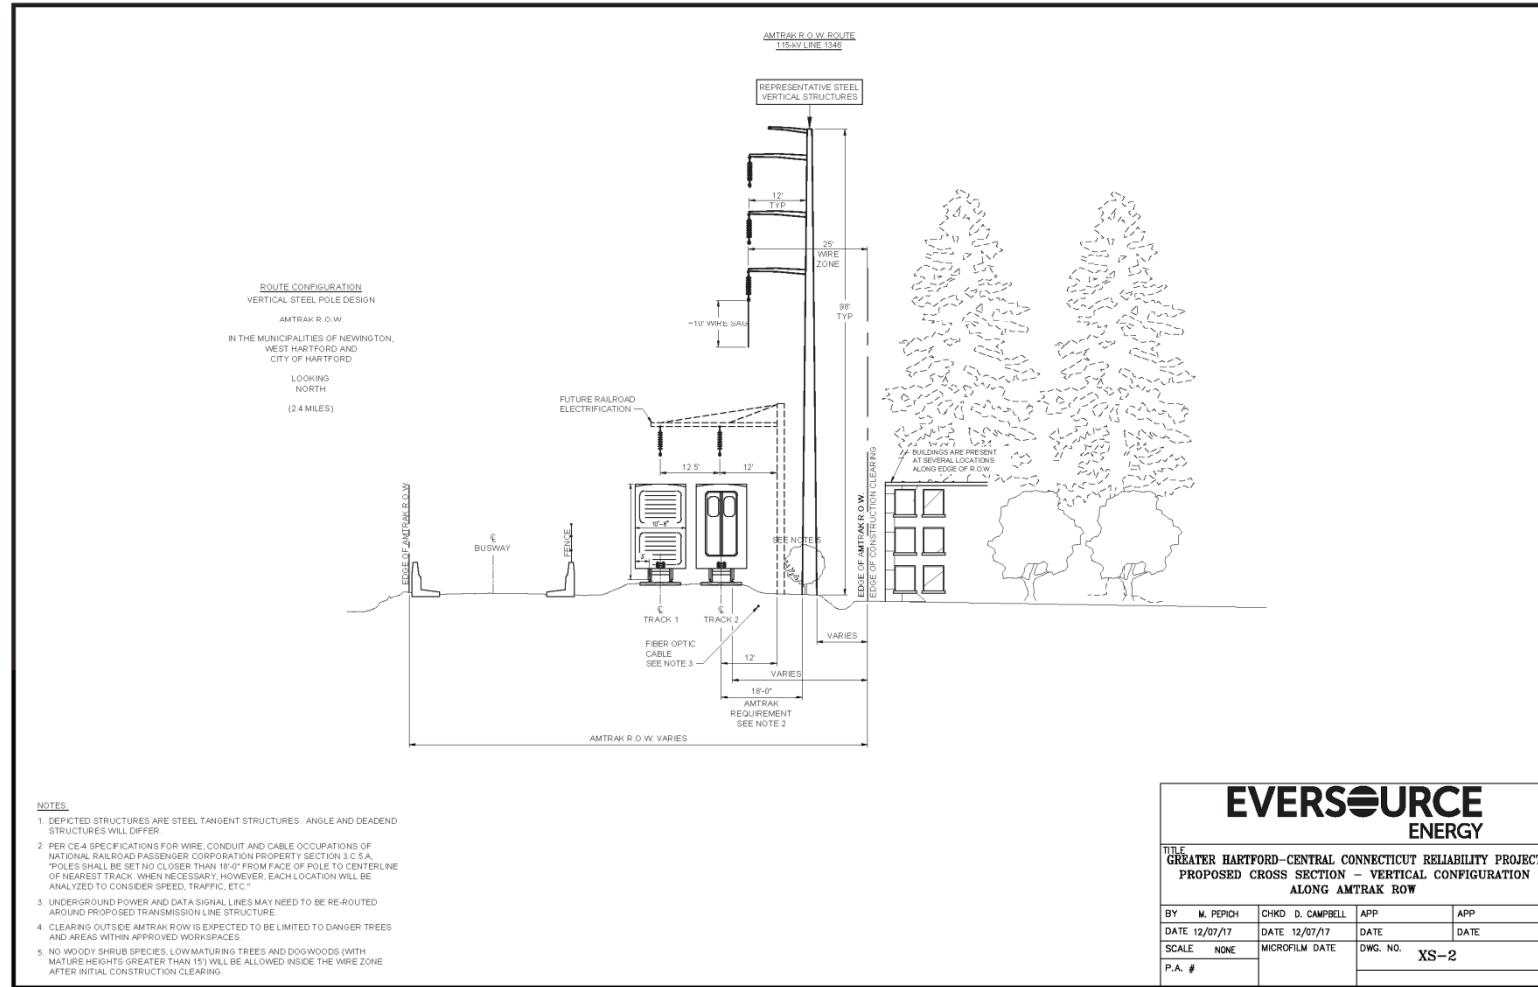 AMTRAK R.O.W. ROUTE
115-kV LINE 1346
REPRESENTATIVE STEEL
VERTICAL STRUCTURES
12'
TYP
25'
WIRE
ZONE
98'
TYP
~10' WIRE SAG
ROUTE CONFIGURATION
VERTICAL STEEL POLE DESIGN
AMTRAK R.O.W.
IN THE MUNICIPALITIES OF NEWINGTON,
WEST HARTFORD AND
CITY OF HARTFORD
LOOKING
NORTH
(2.4 MILES)
FUTURE RAILROAD
ELECTRIFICATION
12.5'
12'
BUILDINGS ARE PRESENT
AT SEVERAL LOCATIONS
ALONG EDGE OF R.O.W.
EDGE OF AMTRAK R.O.W
BUSWAY
FENCE
10'-8"
3'
SEE NOTE 5
EDGE OF AMTRAK R.O.W.
EDGE OF CONSTRUCTION CLEARING
TRACK 1
TRACK 2
FIBER OPTIC
CABLE
SEE NOTE 3
VARIES
12'
VARIES
18'-0"
AMTRAK
REQUIREMENT
SEE NOTE 2
AMTRAK R.O.W. VARIES
NOTES:
1. DEPICTED STRUCTURES ARE STEEL TANGENT STRUCTURES. ANGLE AND DEADEND
STRUCTURES WILL DIFFER.
2. PER CE-4 SPECIFICATIONS FOR WIRE, CONDUIT AND CABLE OCCUPATIONS OF
NATIONAL RAILROAD PASSENGER CORPORATION PROPERTY SECTION 3.C.5.A,
"POLES SHALL BE SET NO CLOSER THAN 18'-0" FROM FACE OF POLE TO CENTERLINE
OF NEAREST TRACK. WHEN NECESSARY, HOWEVER, EACH LOCATION WILL BE
ANALYZED TO CONSIDER SPEED, TRAFFIC, ETC."
3. UNDERGROUND POWER AND DATA SIGNAL LINES MAY NEED TO BE RE-ROUTED
AROUND PROPOSED TRANSMISSION LINE STRUCTURE.
4. CLEARING OUTSIDE AMTRAK ROW IS EXPECTED TO BE LIMITED TO DANGER TREES
AND AREAS WITHIN APPROVED WORKSPACES.
5. NO WOODY SHRUB SPECIES, LOW MATURING TREES AND DOGWOODS (WITH
MATURE HEIGHTS GREATER THAN 15') WILL BE ALLOWED INSIDE THE WIRE ZONE
AFTER INITIAL CONSTRUCTION CLEARING.
EVERSOURCE
ENERGY
TITLE
GREATER HARTFORD-CENTRAL CONNECTICUT RELIABILITY PROJECT
PROPOSED CROSS SECTION - VERTICAL CONFIGURATION
ALONG AMTRAK ROW
BY M. PEPICH CHKD D. CAMPBELL APP APP
DATE 12/07/17 DATE 12/07/17 DATE DATE
SCALE NONE MICROFILM DATE DWG. NO. XS-2
P.A. #